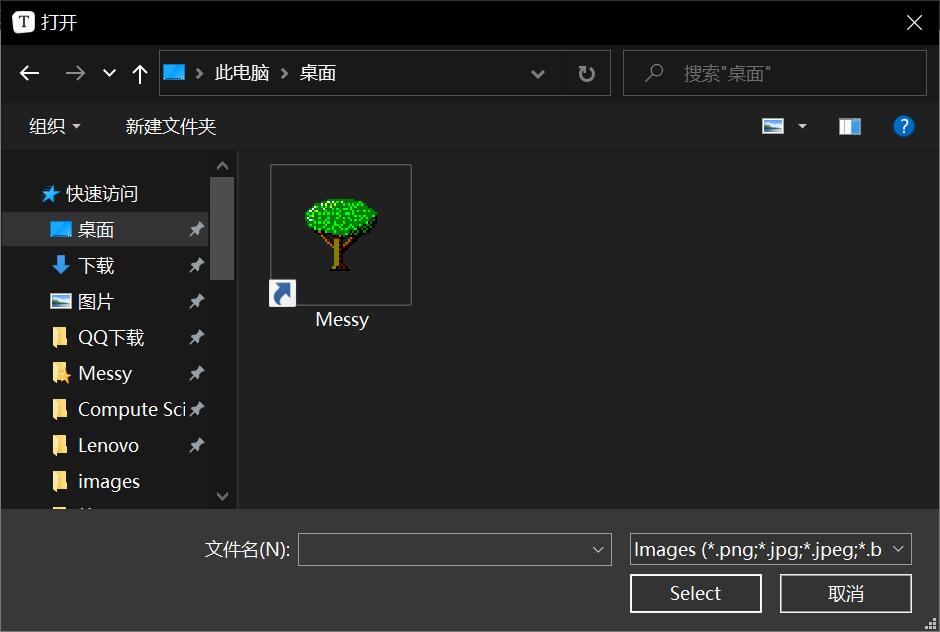 T 打开
此电脑 桌面
搜索"桌面"
组织 新建文件夹
?
快速访问
桌面
下载
图片
QQ下载
Messy
Compute Sci
Lenovo
images
Messy
文件名(N):
Images (*.png;*.jpg;*.jpeg;*.b
Select 取消